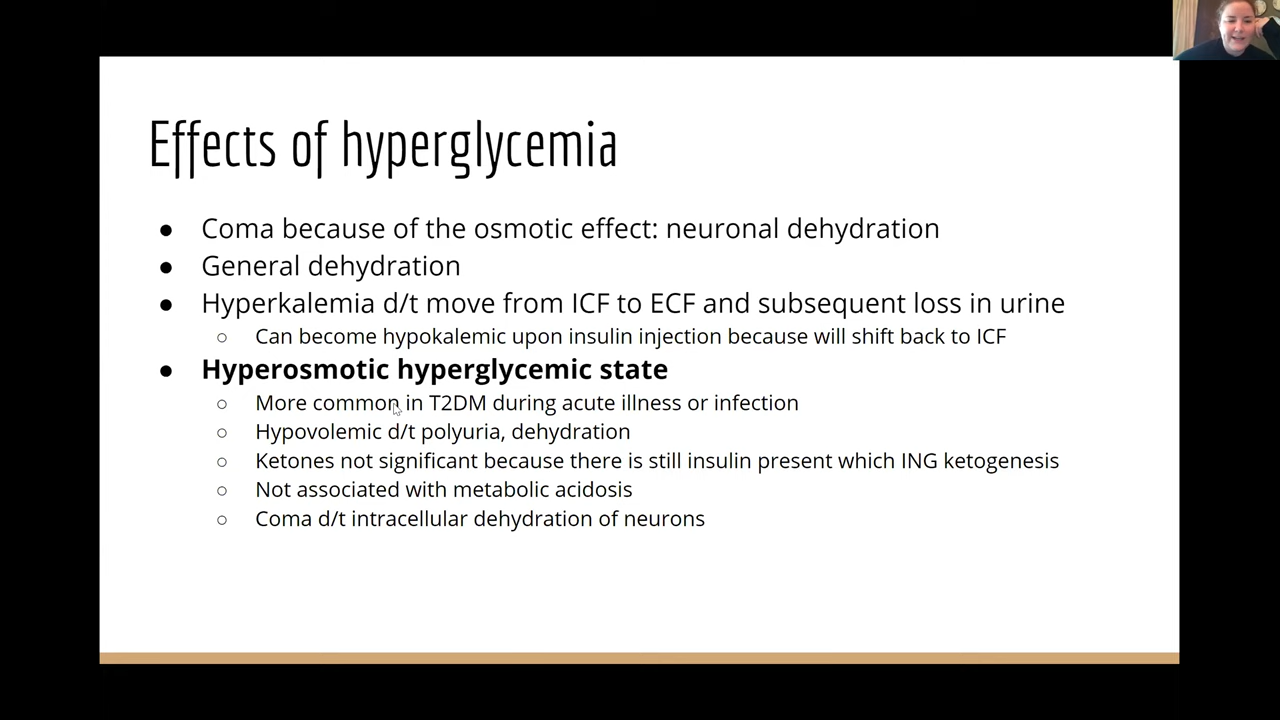 Effects of hyperglycemia
● Coma because of the osmotic effect: neuronal dehydration
● General dehydration
● Hyperkalemia d/t move from ICF to ECF and subsequent loss in urine
○ Can become hypokalemic upon insulin injection because will shift back to ICF
● Hyperosmotic hyperglycemic state
○ More common in T2DM during acute illness or infection
○ Hypovolemic d/t polyuria, dehydration
○ Ketones not significant because there is still insulin present which ING ketogenesis
○ Not associated with metabolic acidosis
○ Coma d/t intracellular dehydration of neurons